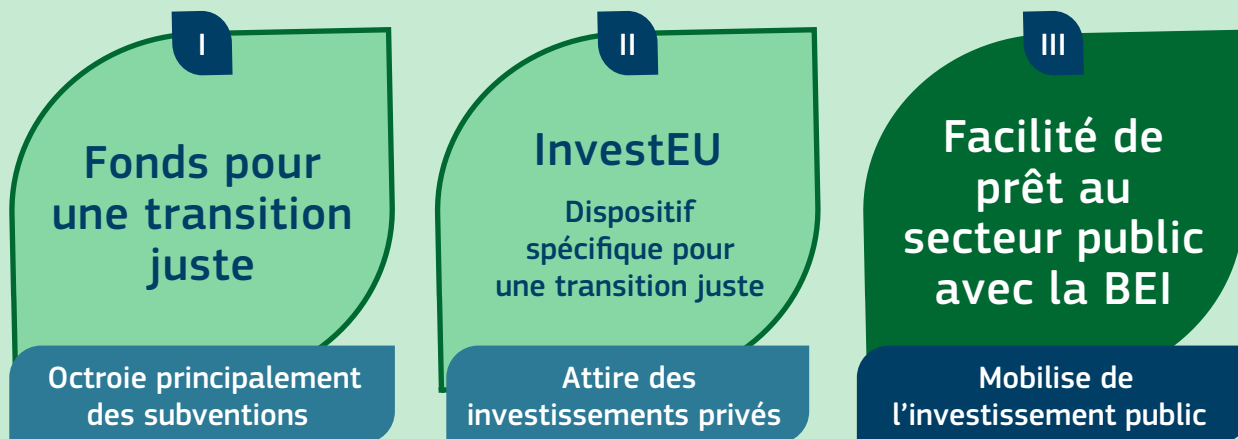 I
Fonds pour
une transition
juste
Octroie principalement
des subventions
II
InvestEU
Dispositif
spécifique pour
une transition juste
Attire des
investissements privés
III
Facilité de
prêt au
secteur public
avec la BEI
Mobilise de
l’investissement public